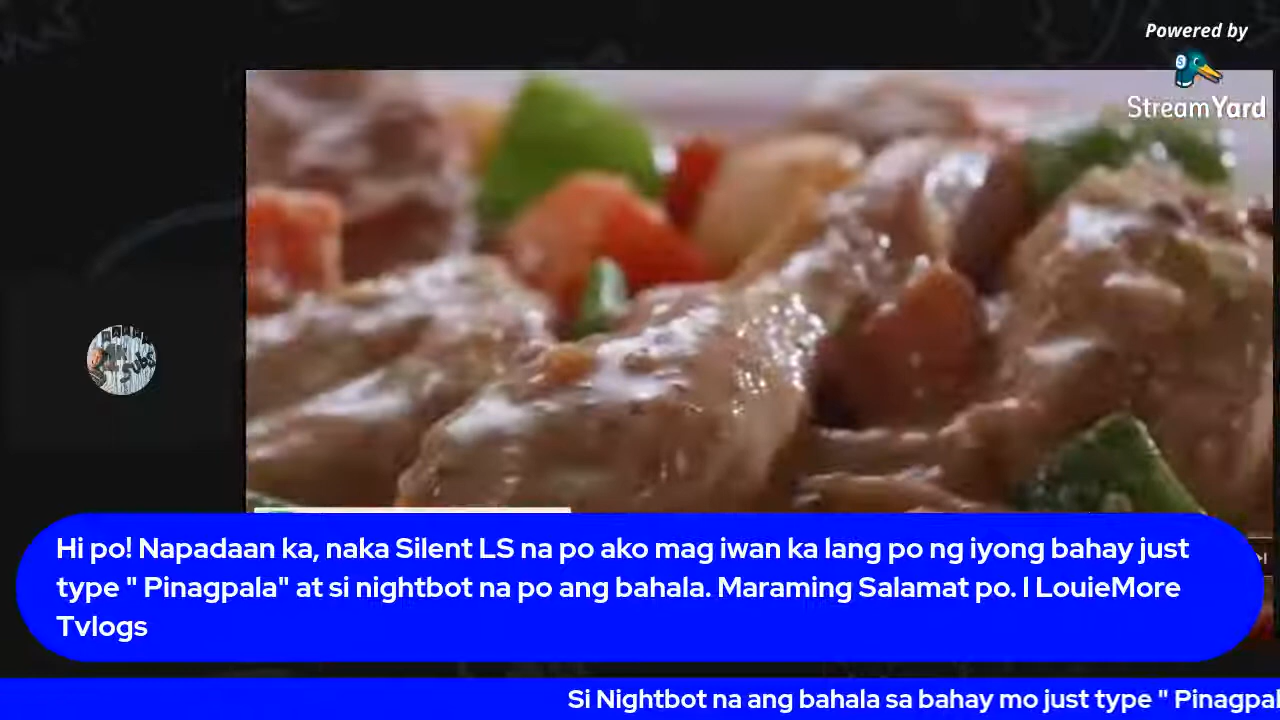 Powered by
StreamYard
Hi po! Napadaan ka, naka Silent LS na po ako mag iwan ka lang po ng iyong bahay just
type " Pinagpala" at si nightbot na po ang bahala. Maraming Salamat po. I LouieMore
Tvlogs
Si Nightbot na ang bahala sa bahay mo just type " Pinagpal